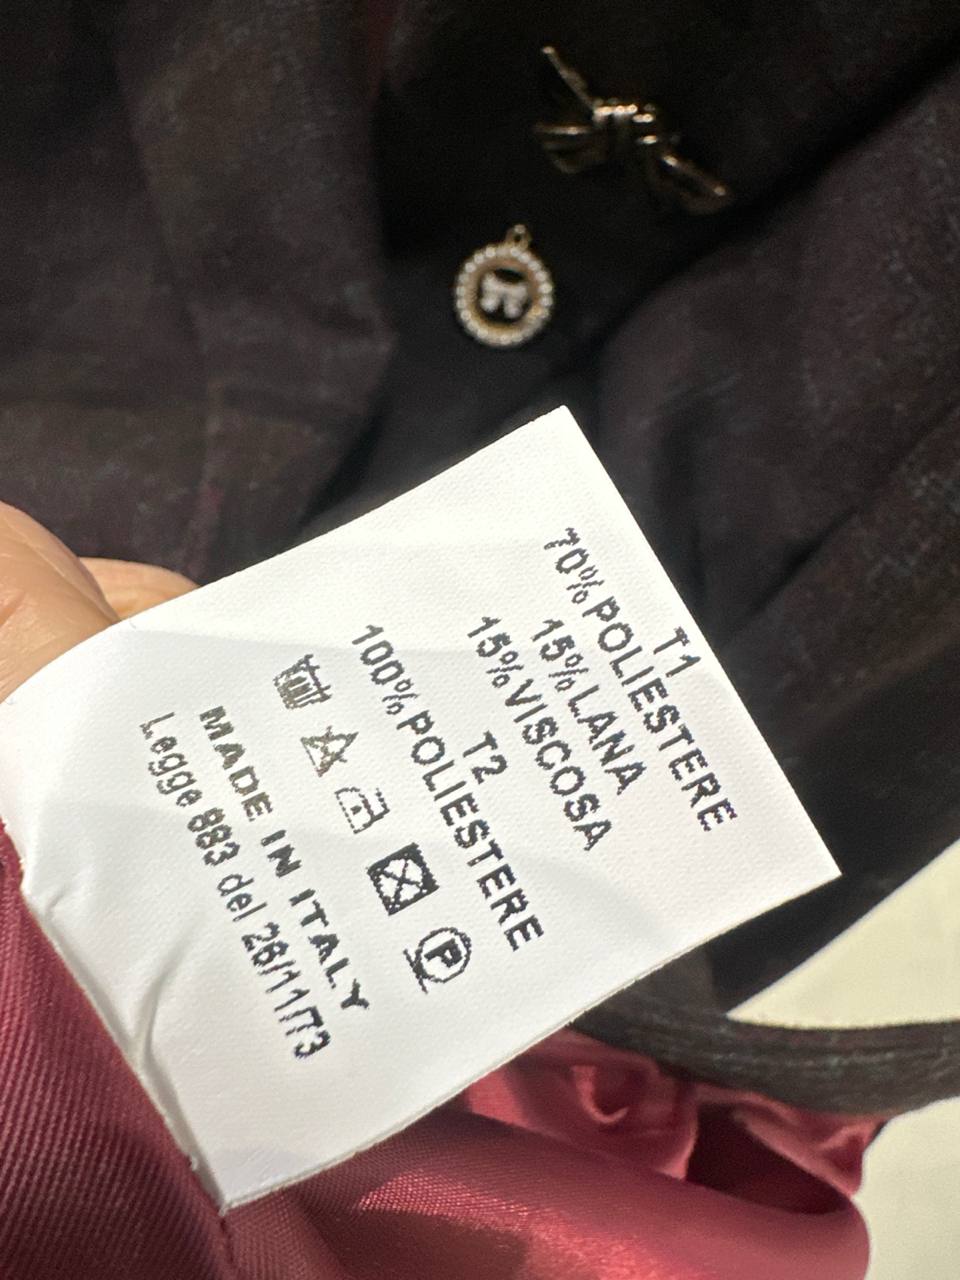 T1
70% POLIESTERE
15% LANA
15% VISCOSA
T2
100% POLIESTERE
P
MADE IN ITALY
Legge 883 del 26/11/73